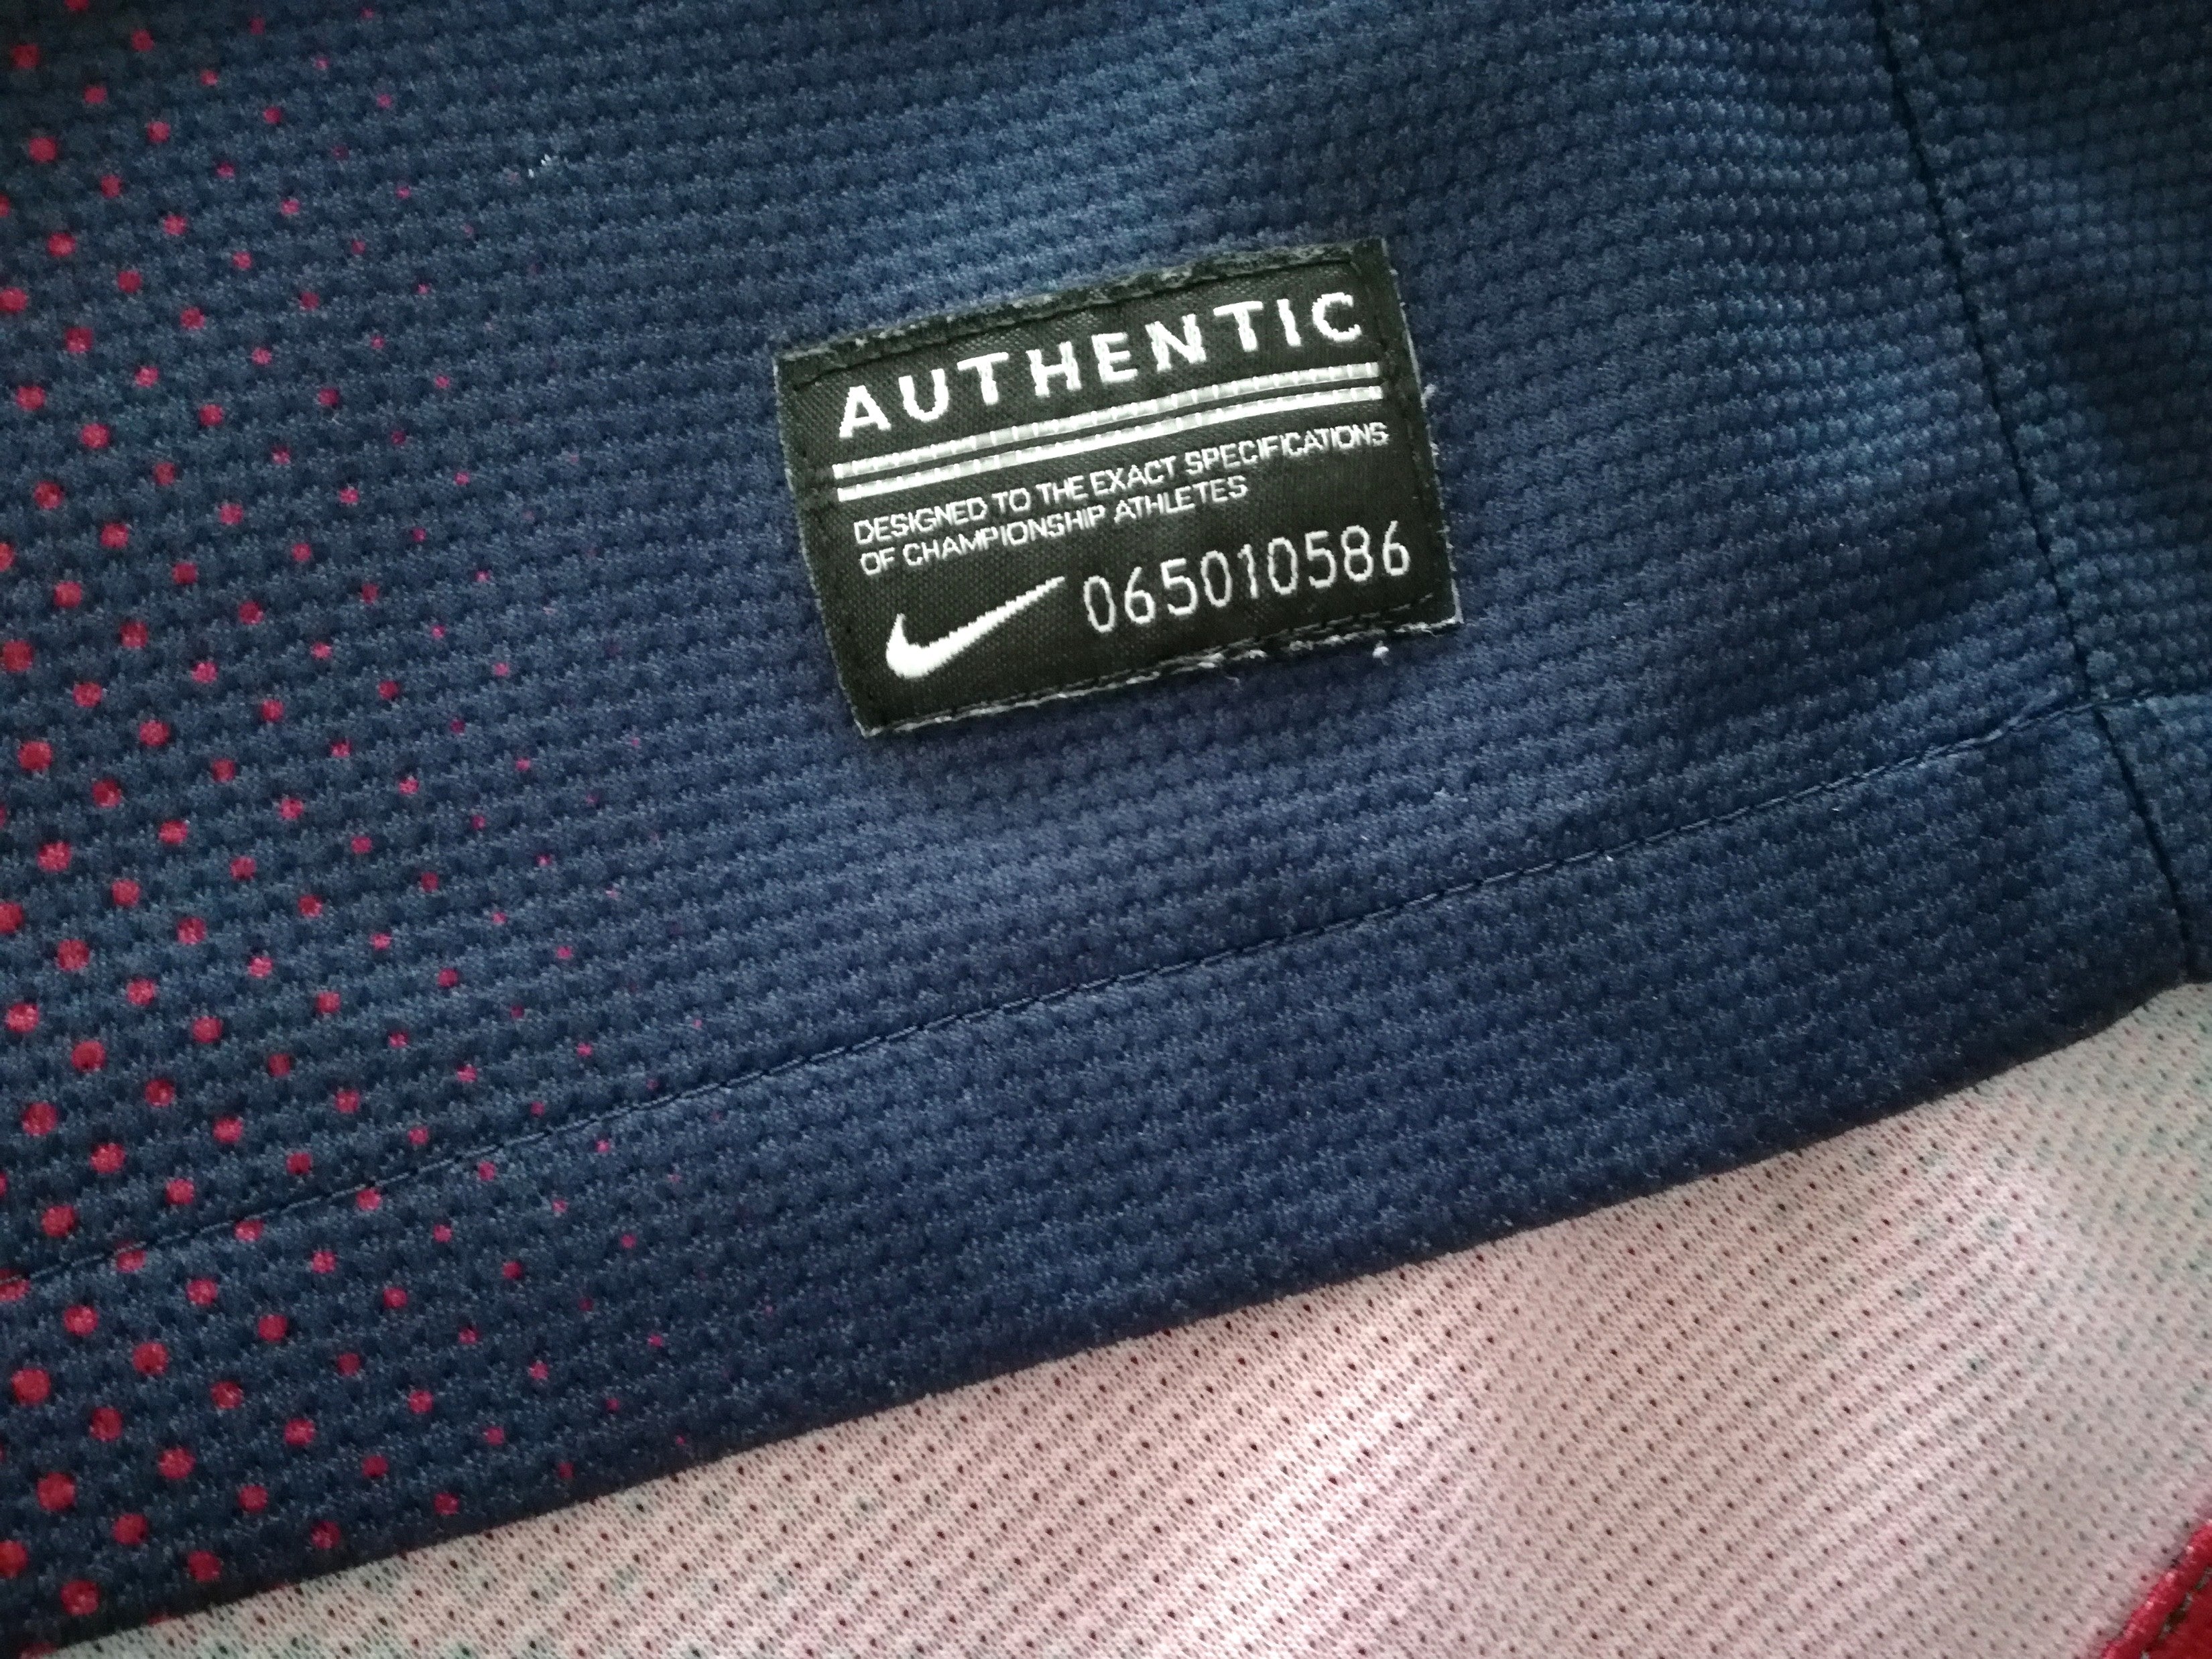 AUTHENTIC
DESIGNED TO THE EXACT SPECIFICATIONS
OF CHAMPIONSHIP ATHLETES
065010586